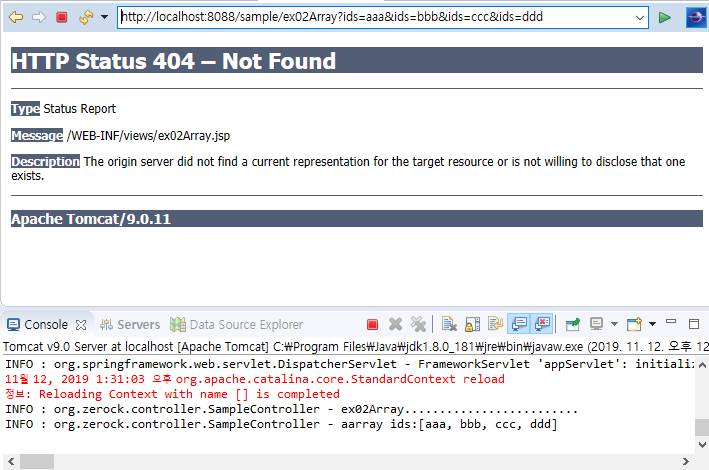 http://localhost:8088/sample/ex02Array?ids=aaa&ids=bbb&ids=ccc&ids=ddd
HTTP Status 404 – Not Found
Type Status Report
Message /WEB-INF/views/ex02Array.jsp
Description The origin server did not find a current representation for the target resource or is not willing to disclose that one
exists.
Apache Tomcat/9.0.11
Console Servers Data Source Explorer
Tomcat v9.0 Server at localhost [Apache Tomcat] C:₩Program Files₩Java₩jdk1.8.0_181₩jre₩bin₩javaw.exe (2019. 11. 12. 오후 12
INFO : org.springframework.web.servlet.DispatcherServlet - FrameworkServlet 'appServlet': initializ
11월 12, 2019 1:31:03 오후 org.apache.catalina.core.StandardContext reload
정보: Reloading Context with name [] is completed
INFO : org.zerock.controller.SampleController - ex02Array.........................
INFO : org.zerock.controller.SampleController - aarray ids:[aaa, bbb, ccc, ddd]